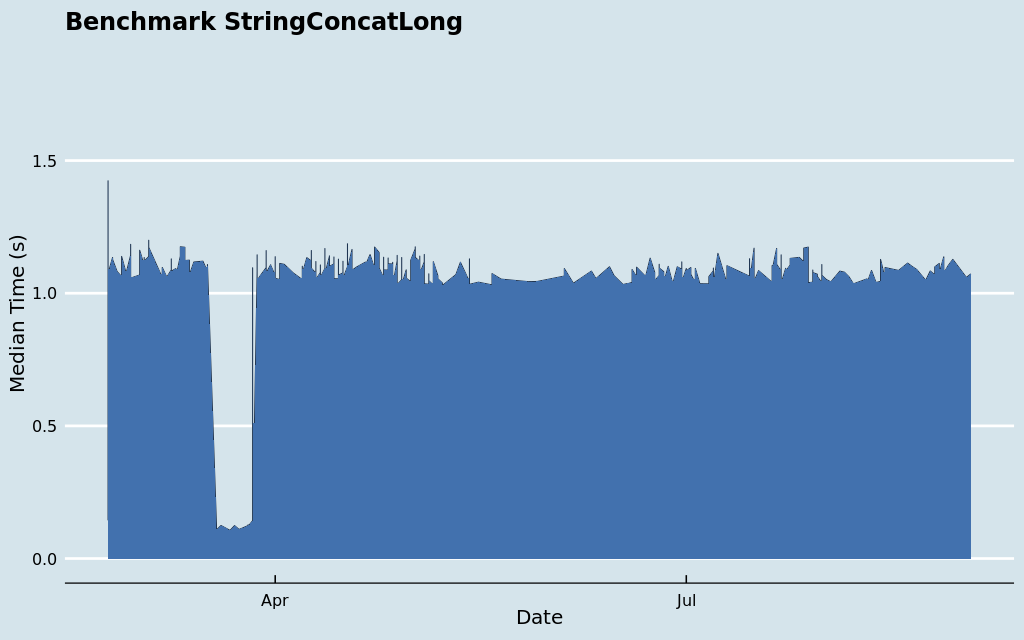 Benchmark StringConcatLong
1.5
1.0
0.5
0.0
Median Time (s)
Apr
Jul
Date